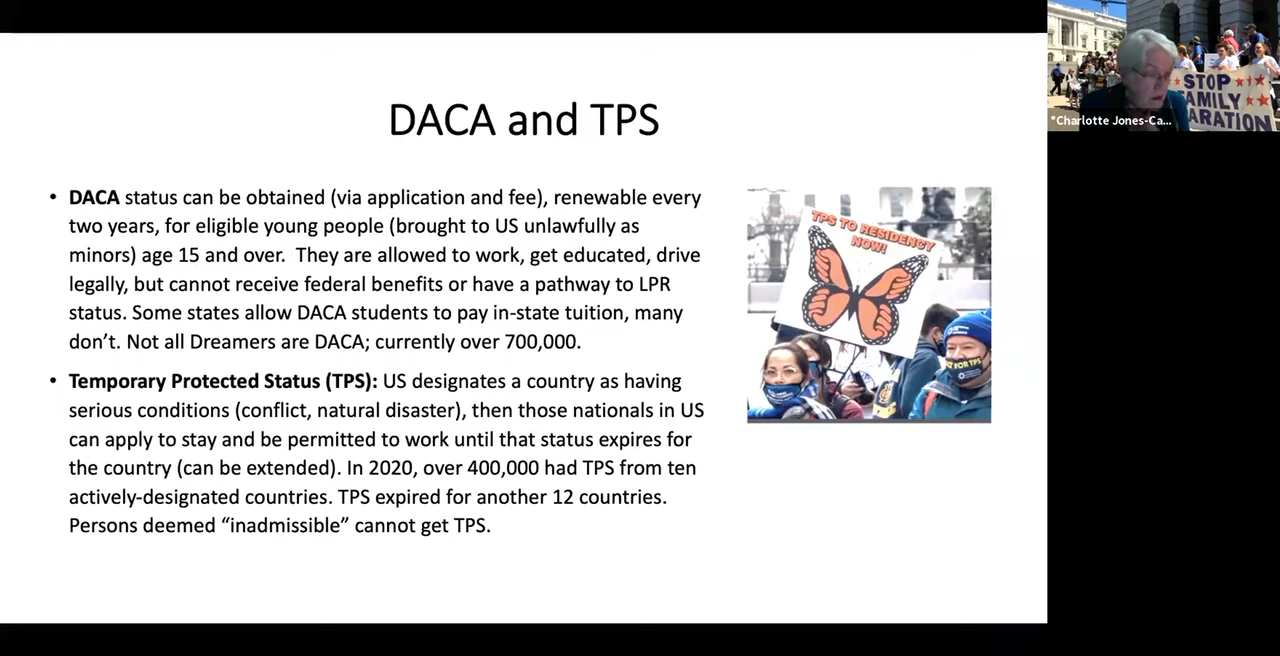 DACA and TPS
• DACA status can be obtained (via application and fee), renewable every
two years, for eligible young people (brought to US unlawfully as
minors) age 15 and over.  They are allowed to work, get educated, drive
legally, but cannot receive federal benefits or have a pathway to LPR
status. Some states allow DACA students to pay in-state tuition, many
don’t. Not all Dreamers are DACA; currently over 700,000.
• Temporary Protected Status (TPS): US designates a country as having
serious conditions (conflict, natural disaster), then those nationals in US
can apply to stay and be permitted to work until that status expires for
the country (can be extended). In 2020, over 400,000 had TPS from ten
actively-designated countries. TPS expired for another 12 countries.
Persons deemed “inadmissible” cannot get TPS.
TPS TO RESIDENCY
NOW!
FOR TPS
STOP
AMILY
ARATION
*Charlotte Jones-Ca...